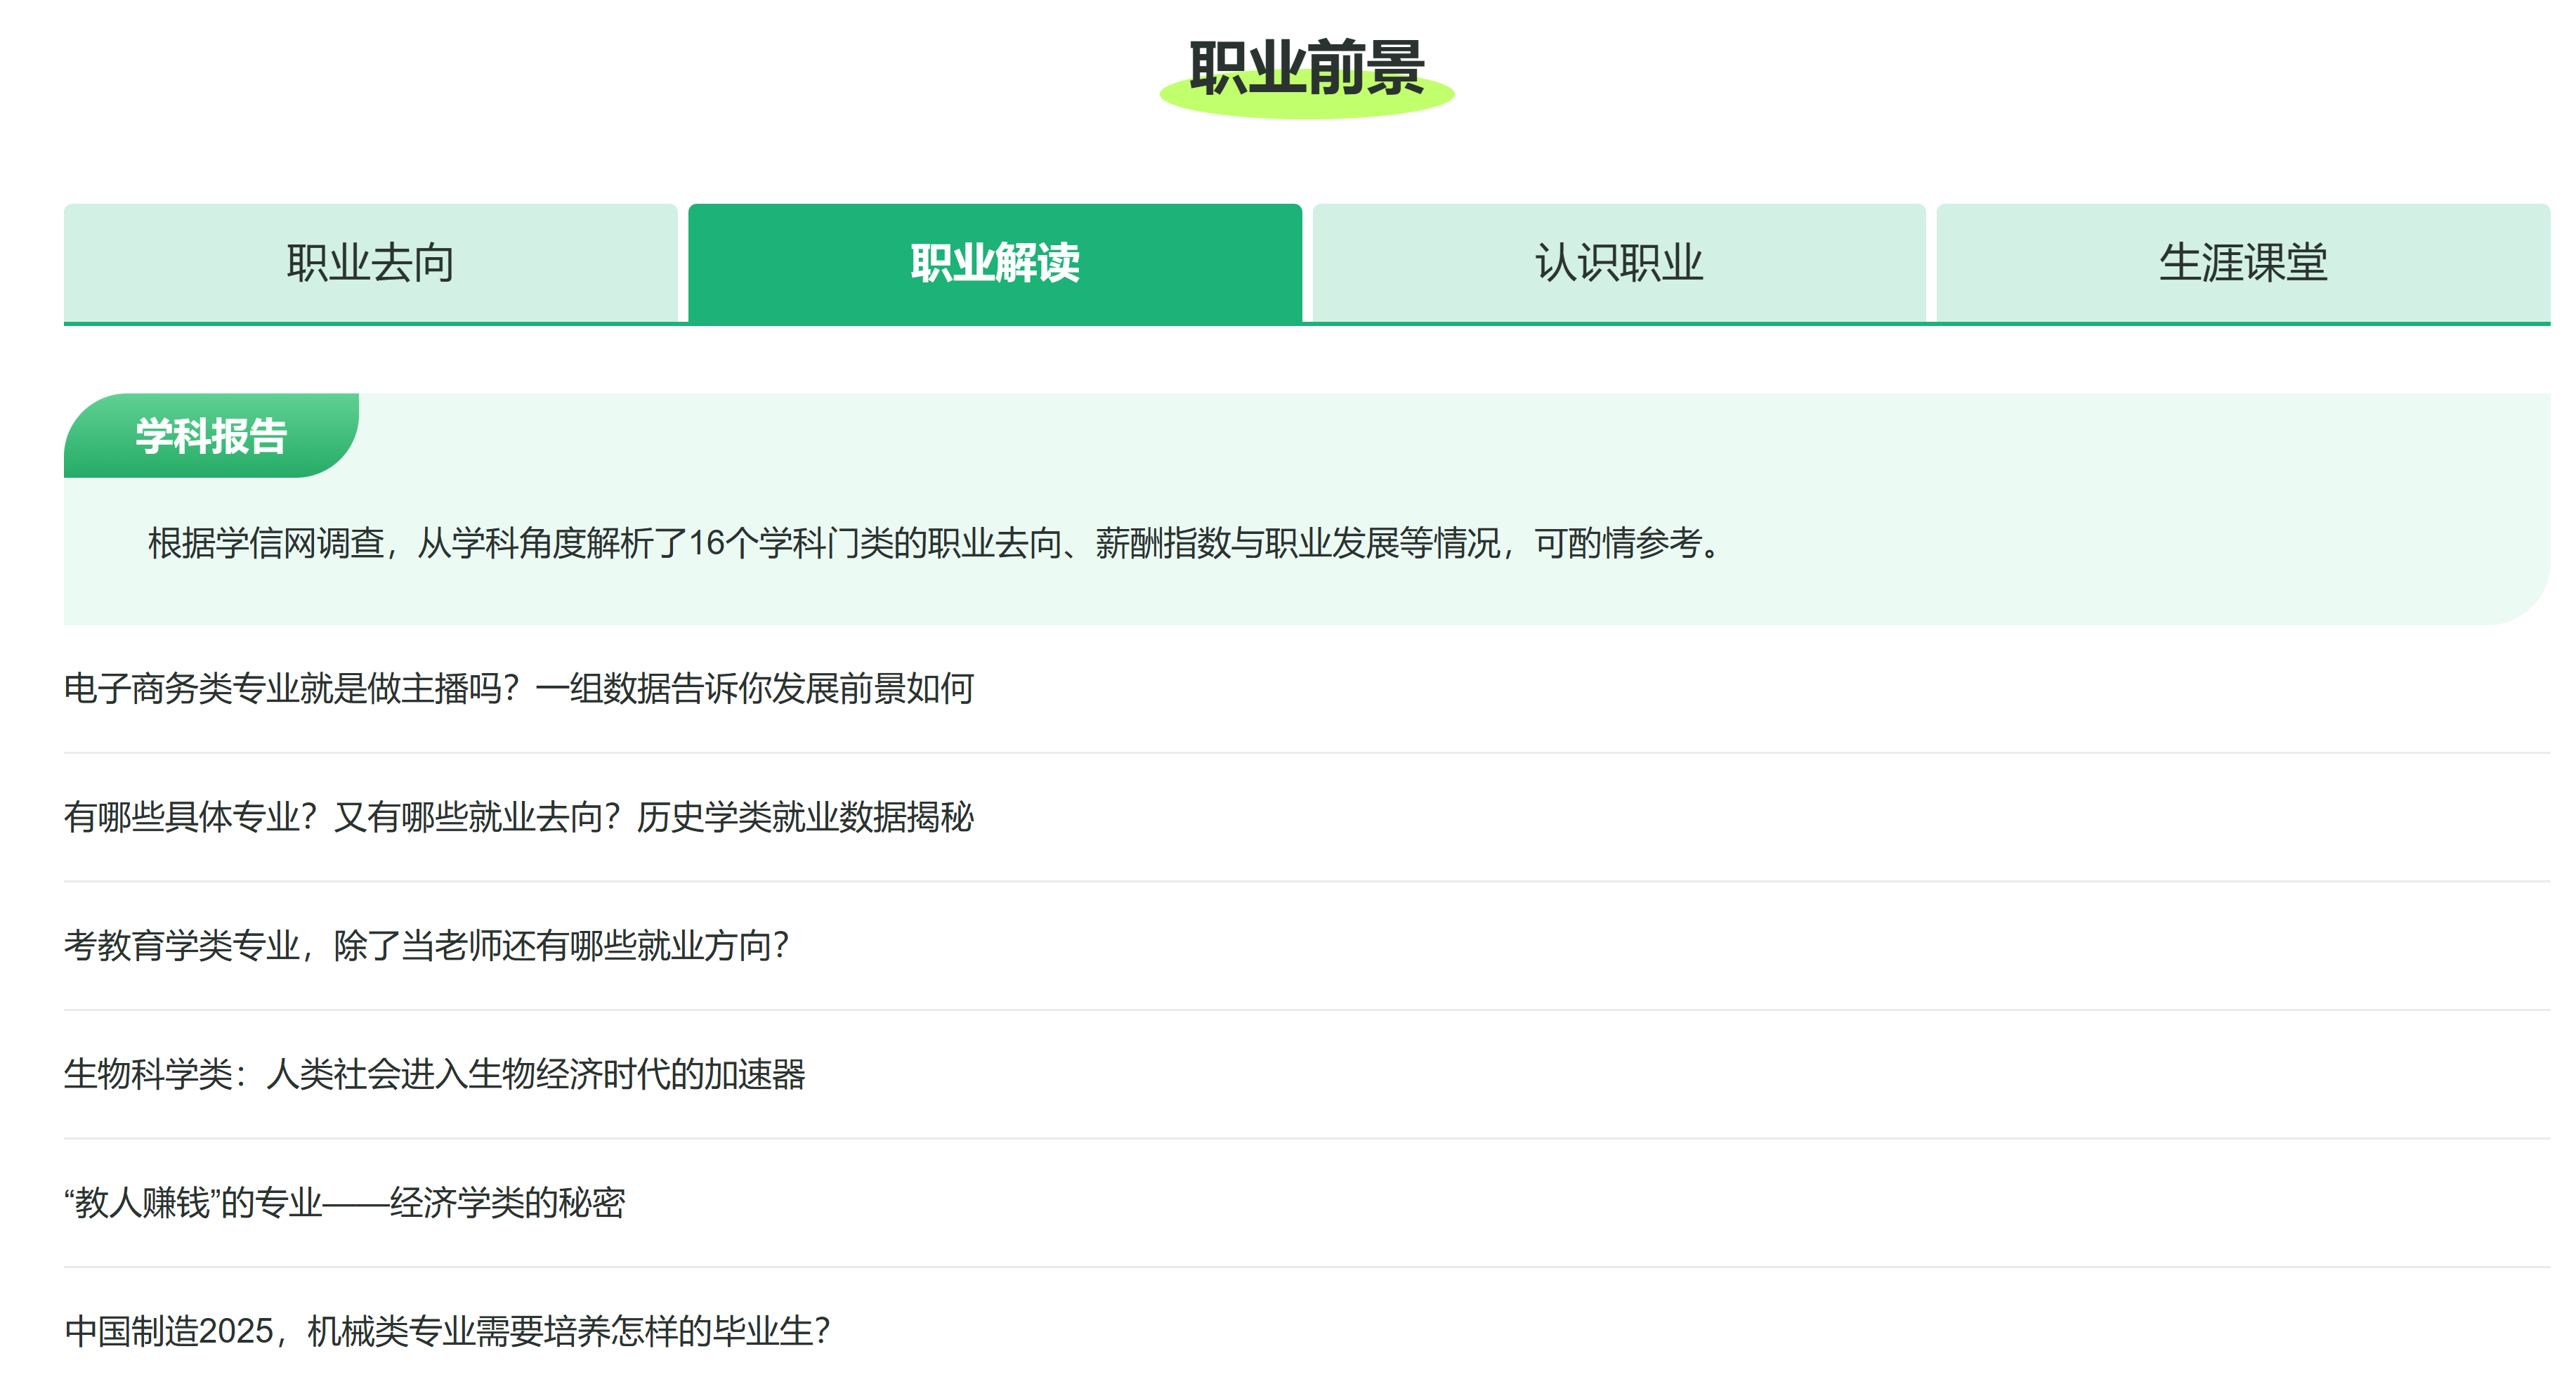 职业前景
职业去向
职业解读
认识职业
生涯课堂
学科报告
根据学信网调查，从学科角度解析了16个学科门类的职业去向、薪酬指数与职业发展等情况，可酌情参考。
电子商务类专业就是做主播吗？一组数据告诉你发展前景如何
有哪些具体专业？又有哪些就业去向？历史学类就业数据揭秘
考教育学类专业，除了当老师还有哪些就业方向？
生物科学类：人类社会进入生物经济时代的加速器
“教人赚钱”的专业——经济学类的秘密
中国制造2025，机械类专业需要培养怎样的毕业生？